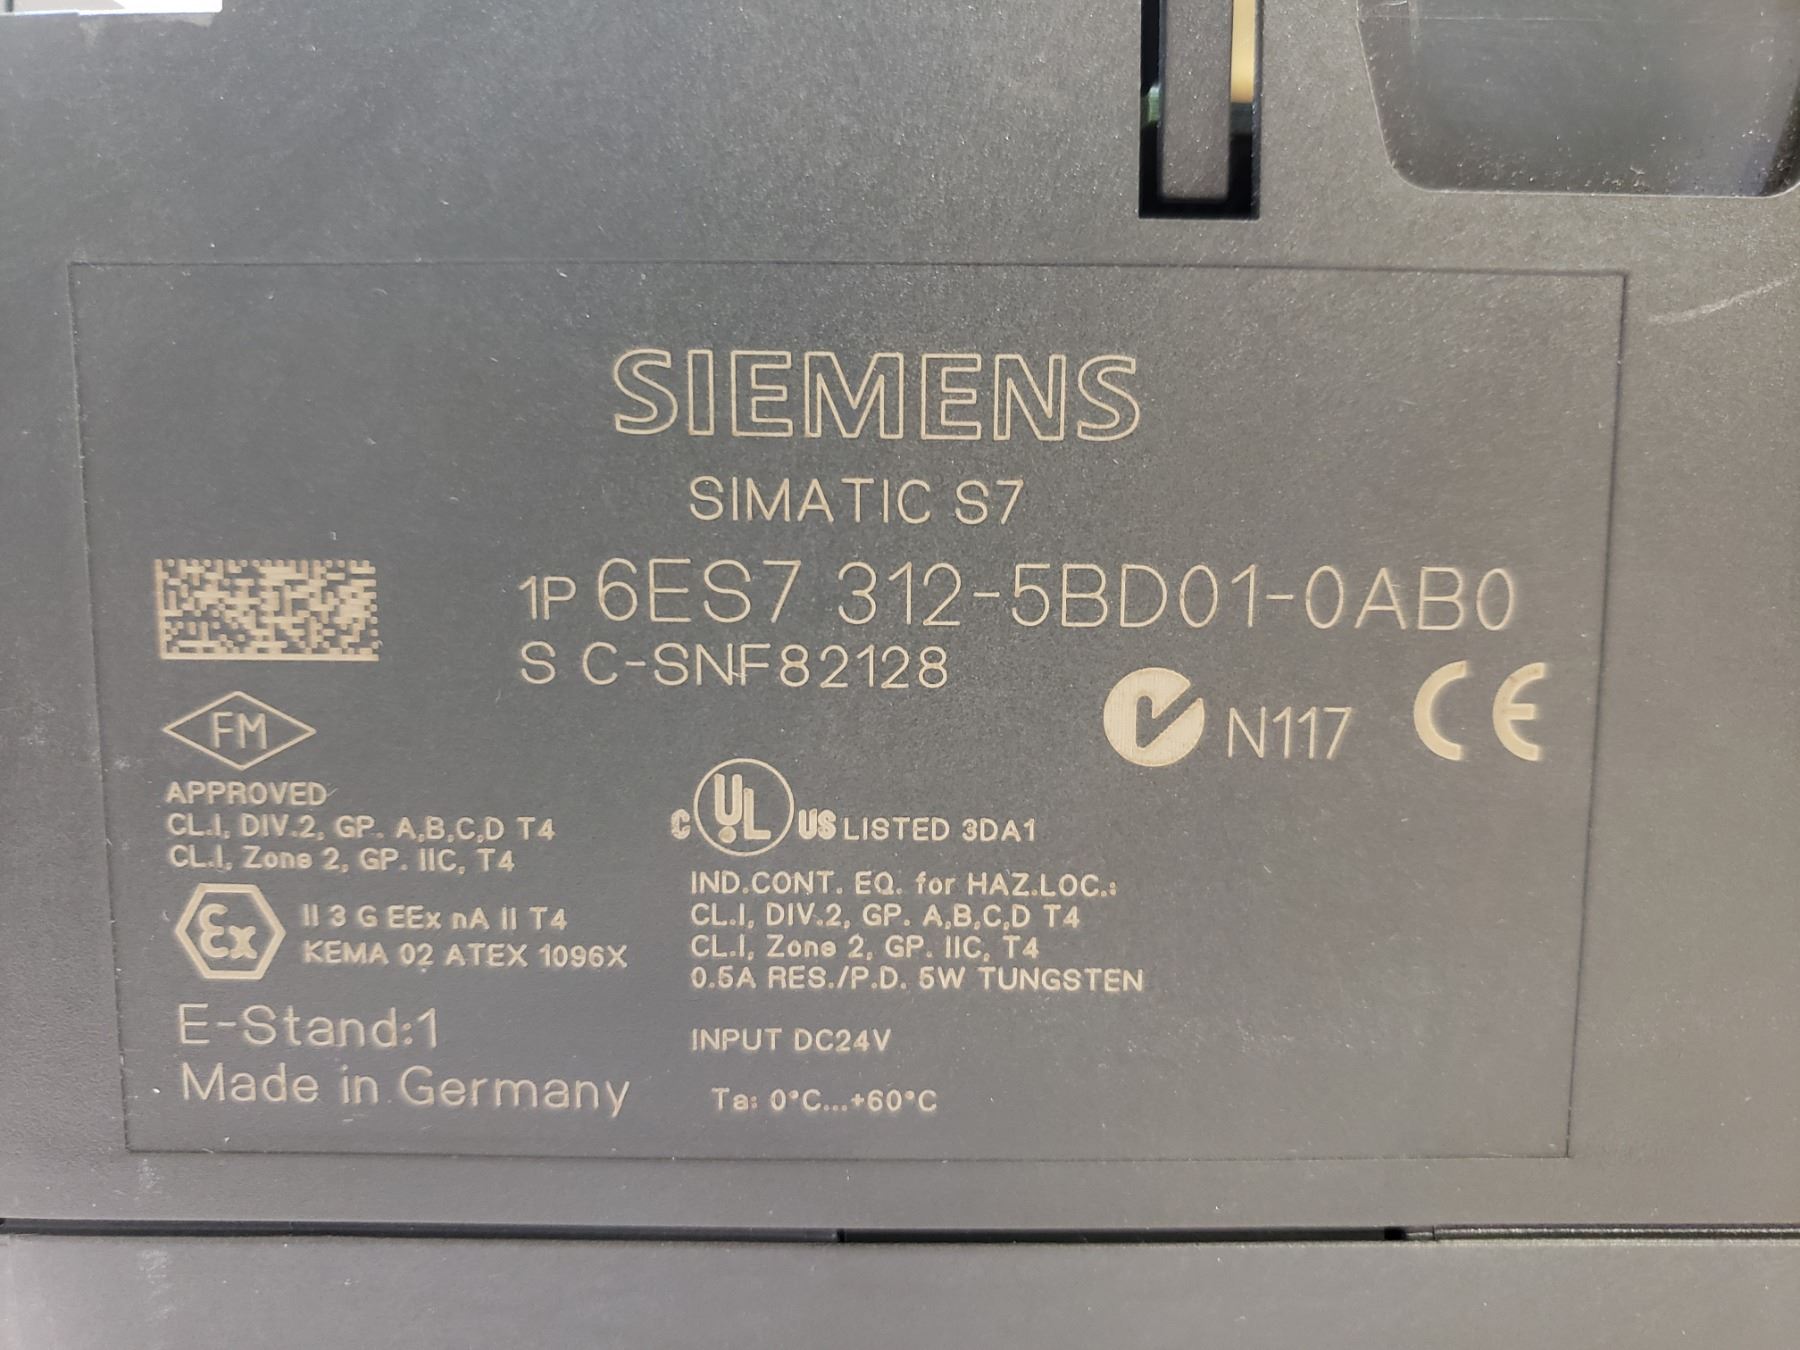 SIEMENS
SIMATIC S7
1P 6ES7 312-5BD01-0AB0
S C-SNF82128
N117 CE
FM
APPROVED
CL.I, DIV.2, GP. A,B,C,D T4
CL.I, Zone 2, GP. IIC, T4
Ex II 3 G EEx nA II T4
KEMA 02 ATEX 1096X
E-Stand:1
Made in Germany
C UL US LISTED 3DA1
IND.CONT. EQ. for HAZ.LOC.:
CL.I, DIV.2, GP. A,B,C,D T4
CL.I, Zone 2, GP. IIC, T4
0.5A RES./P.D. 5W TUNGSTEN
INPUT DC24V
Ta: 0°C...+60°C